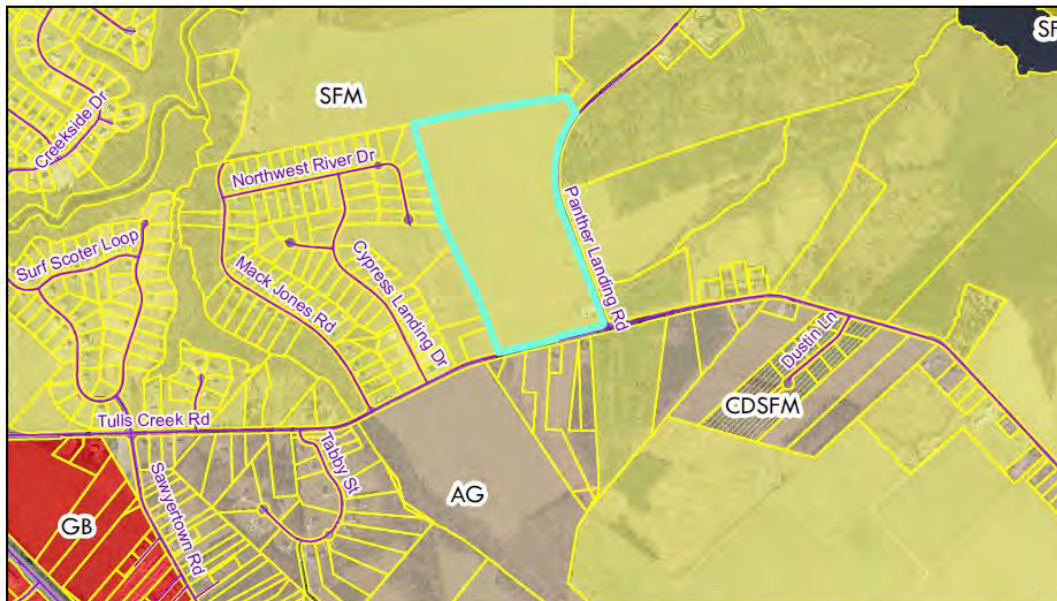 SF
SFM
Creekside Dr
Northwest River Dr
Panther Landing Rd
Surf Scoter Loop
Cypress Landing Dr
Mack Jones Rd
Dustin Ln
CDSFM
Tulls Creek Rd
Tabby St
AG
GB
Sawyertown Rd